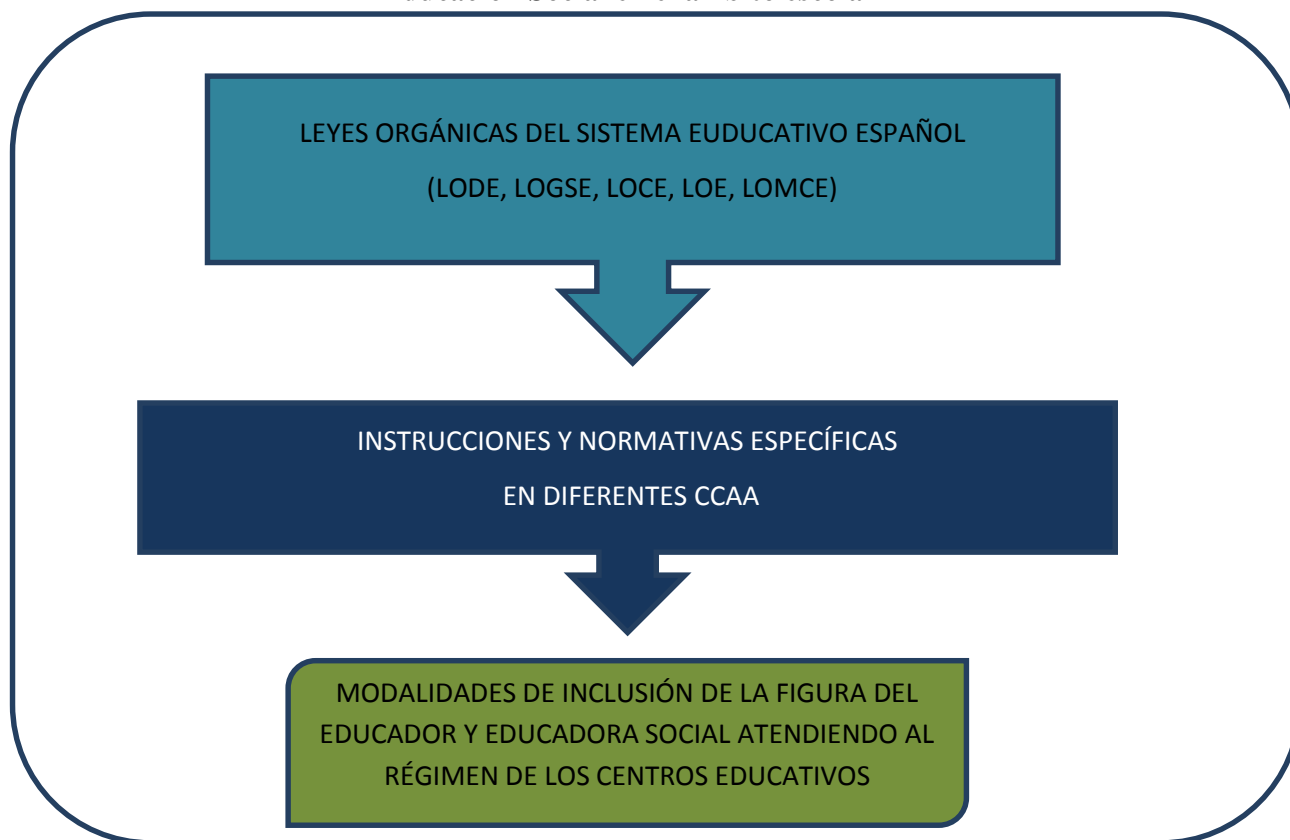 LEYES ORGÁNICAS DEL SISTEMA EUDUCATIVO ESPAÑOL
(LODE, LOGSE, LOCE, LOE, LOMCE)
INSTRUCCIONES Y NORMATIVAS ESPECÍFICAS
EN DIFERENTES CCAA
MODALIDADES DE INCLUSIÓN DE LA FIGURA DEL
EDUCADOR Y EDUCADORA SOCIAL ATENDIENDO AL
RÉGIMEN DE LOS CENTROS EDUCATIVOS